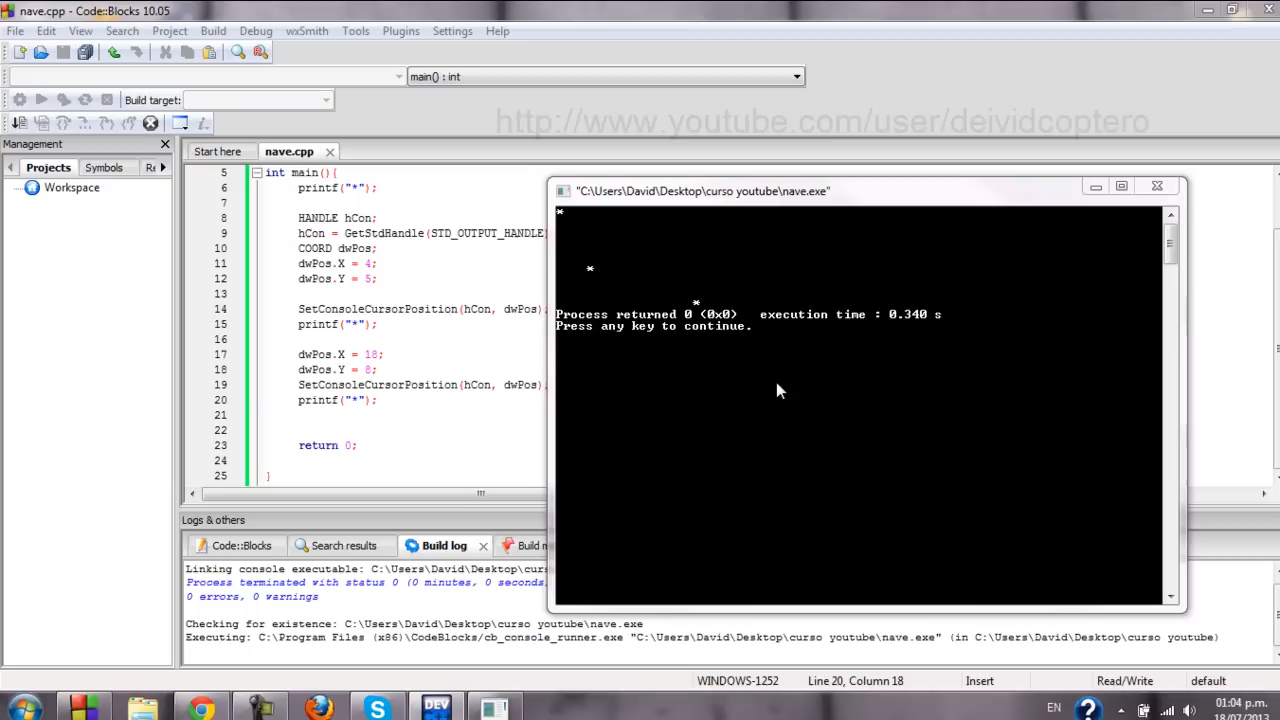 nave.cpp - Code::Blocks 10.05
File Edit View Search Project Build Debug wxSmith Tools Plugins Settings Help
main() : int
Build target:
http://www.youtube.com/user/deividcoptero
Management
Projects Symbols Re
Workspace
Start here nave.cpp
5 int main(){
6 printf("*");
7
8 HANDLE hCon;
9 hCon = GetStdHandle(STD_OUTPUT_HANDLE)
10 COORD dwPos;
11 dwPos.X = 4;
12 dwPos.Y = 5;
13
14 SetConsoleCursorPosition(hCon, dwPos);
15 printf("*");
16
17 dwPos.X = 18;
18 dwPos.Y = 8;
19 SetConsoleCursorPosition(hCon, dwPos);
20 printf("*");
21
22
23 return 0;
24
25 }
"C:\Users\David\Desktop\curso youtube\nave.exe"
*
*
*
Process returned 0 (0x0) execution time : 0.340 s
Press any key to continue.
Logs & others
Code::Blocks Search results Build log Build m
Linking console executable: C:\Users\David\Desktop\curso
Process terminated with status 0 (0 minutes, 0 seconds
0 errors, 0 warnings
Checking for existence: C:\Users\David\Desktop\curso youtube\nave.exe
Executing: C:\Program Files (x86)\CodeBlocks/cb_console_runner.exe "C:\Users\David\Desktop\curso youtube\nave.exe" (in C:\Users\David\Desktop\curso youtube)
WINDOWS-1252 Line 20, Column 18 Insert Read/Write default
DEV
EN
01:04 p.m.
18/07/2013